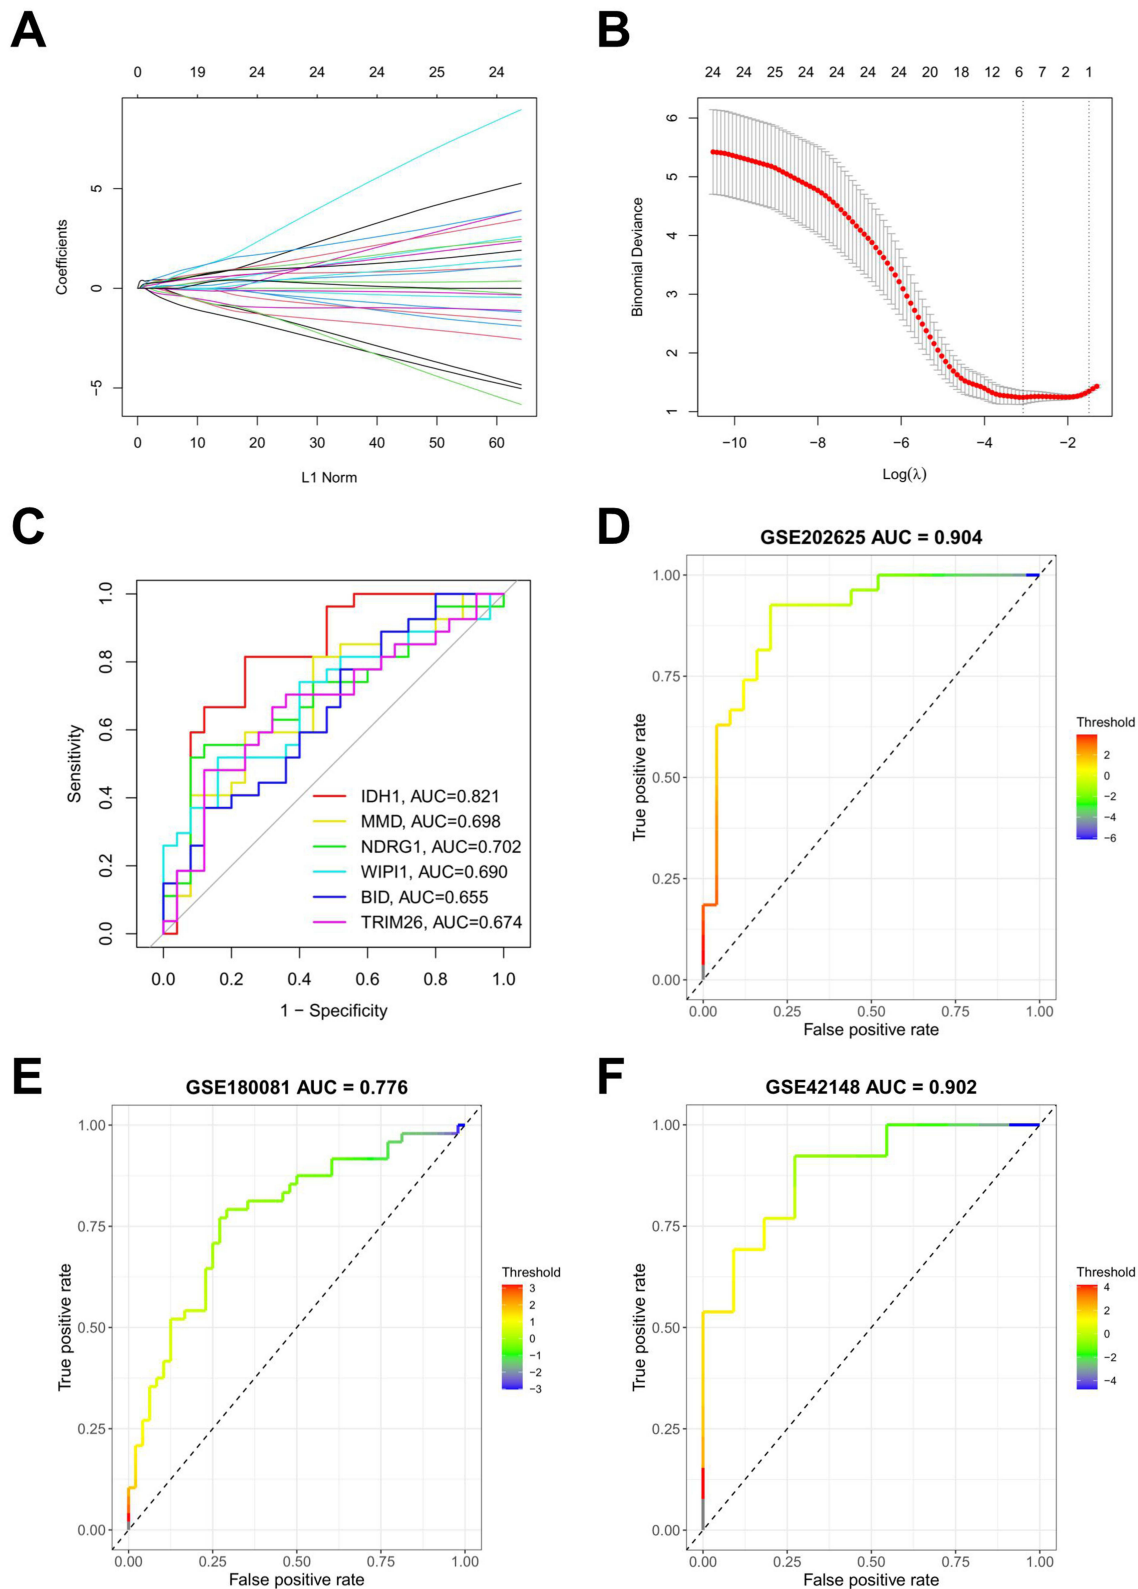 A
0 19 24 24 24 25 24
Coefficients
5
0
−5
0 10 20 30 40 50 60
L1 Norm
B
24 24 25 24 24 24 24 20 18 12 6 7 2 1
Binomial Deviance
6
5
4
3
2
1
−10 −8 −6 −4 −2
Log(λ)
C
Sensitivity
1.0
0.8
0.6
0.4
0.2
0.0
IDH1, AUC=0.821
MMD, AUC=0.698
NDRG1, AUC=0.702
WIPI1, AUC=0.690
BID, AUC=0.655
TRIM26, AUC=0.674
0.0 0.2 0.4 0.6 0.8 1.0
1 − Specificity
D
GSE202625 AUC = 0.904
True positive rate
1.00
0.75
0.50
0.25
0.00
0.00 0.25 0.50 0.75 1.00
False positive rate
Threshold
2
0
−2
−4
−6
E
GSE180081 AUC = 0.776
True positive rate
1.00
0.75
0.50
0.25
0.00
0.00 0.25 0.50 0.75 1.00
False positive rate
Threshold
3
2
1
0
−1
−2
−3
F
GSE42148 AUC = 0.902
True positive rate
1.00
0.75
0.50
0.25
0.00
0.00 0.25 0.50 0.75 1.00
False positive rate
Threshold
4
2
0
−2
−4